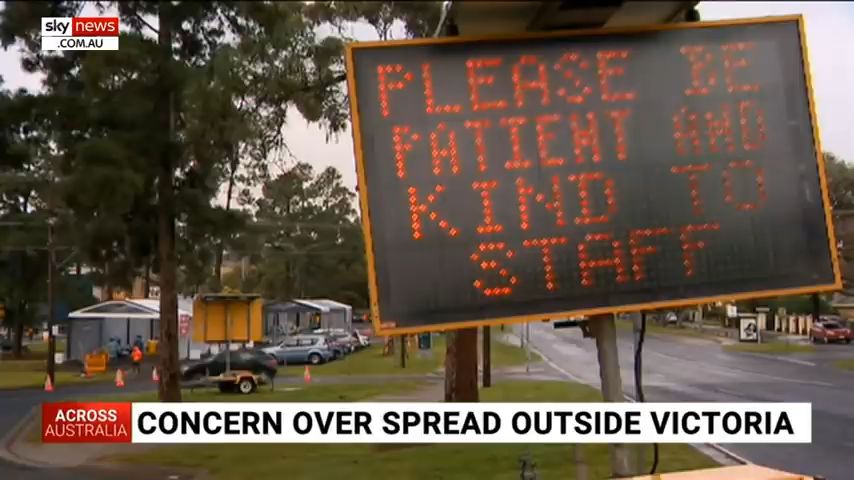 sky news
.COM.AU
PLEASE BE
PATIENT AND
KIND TO
STAFF
ACROSS
AUSTRALIA
CONCERN OVER SPREAD OUTSIDE VICTORIA